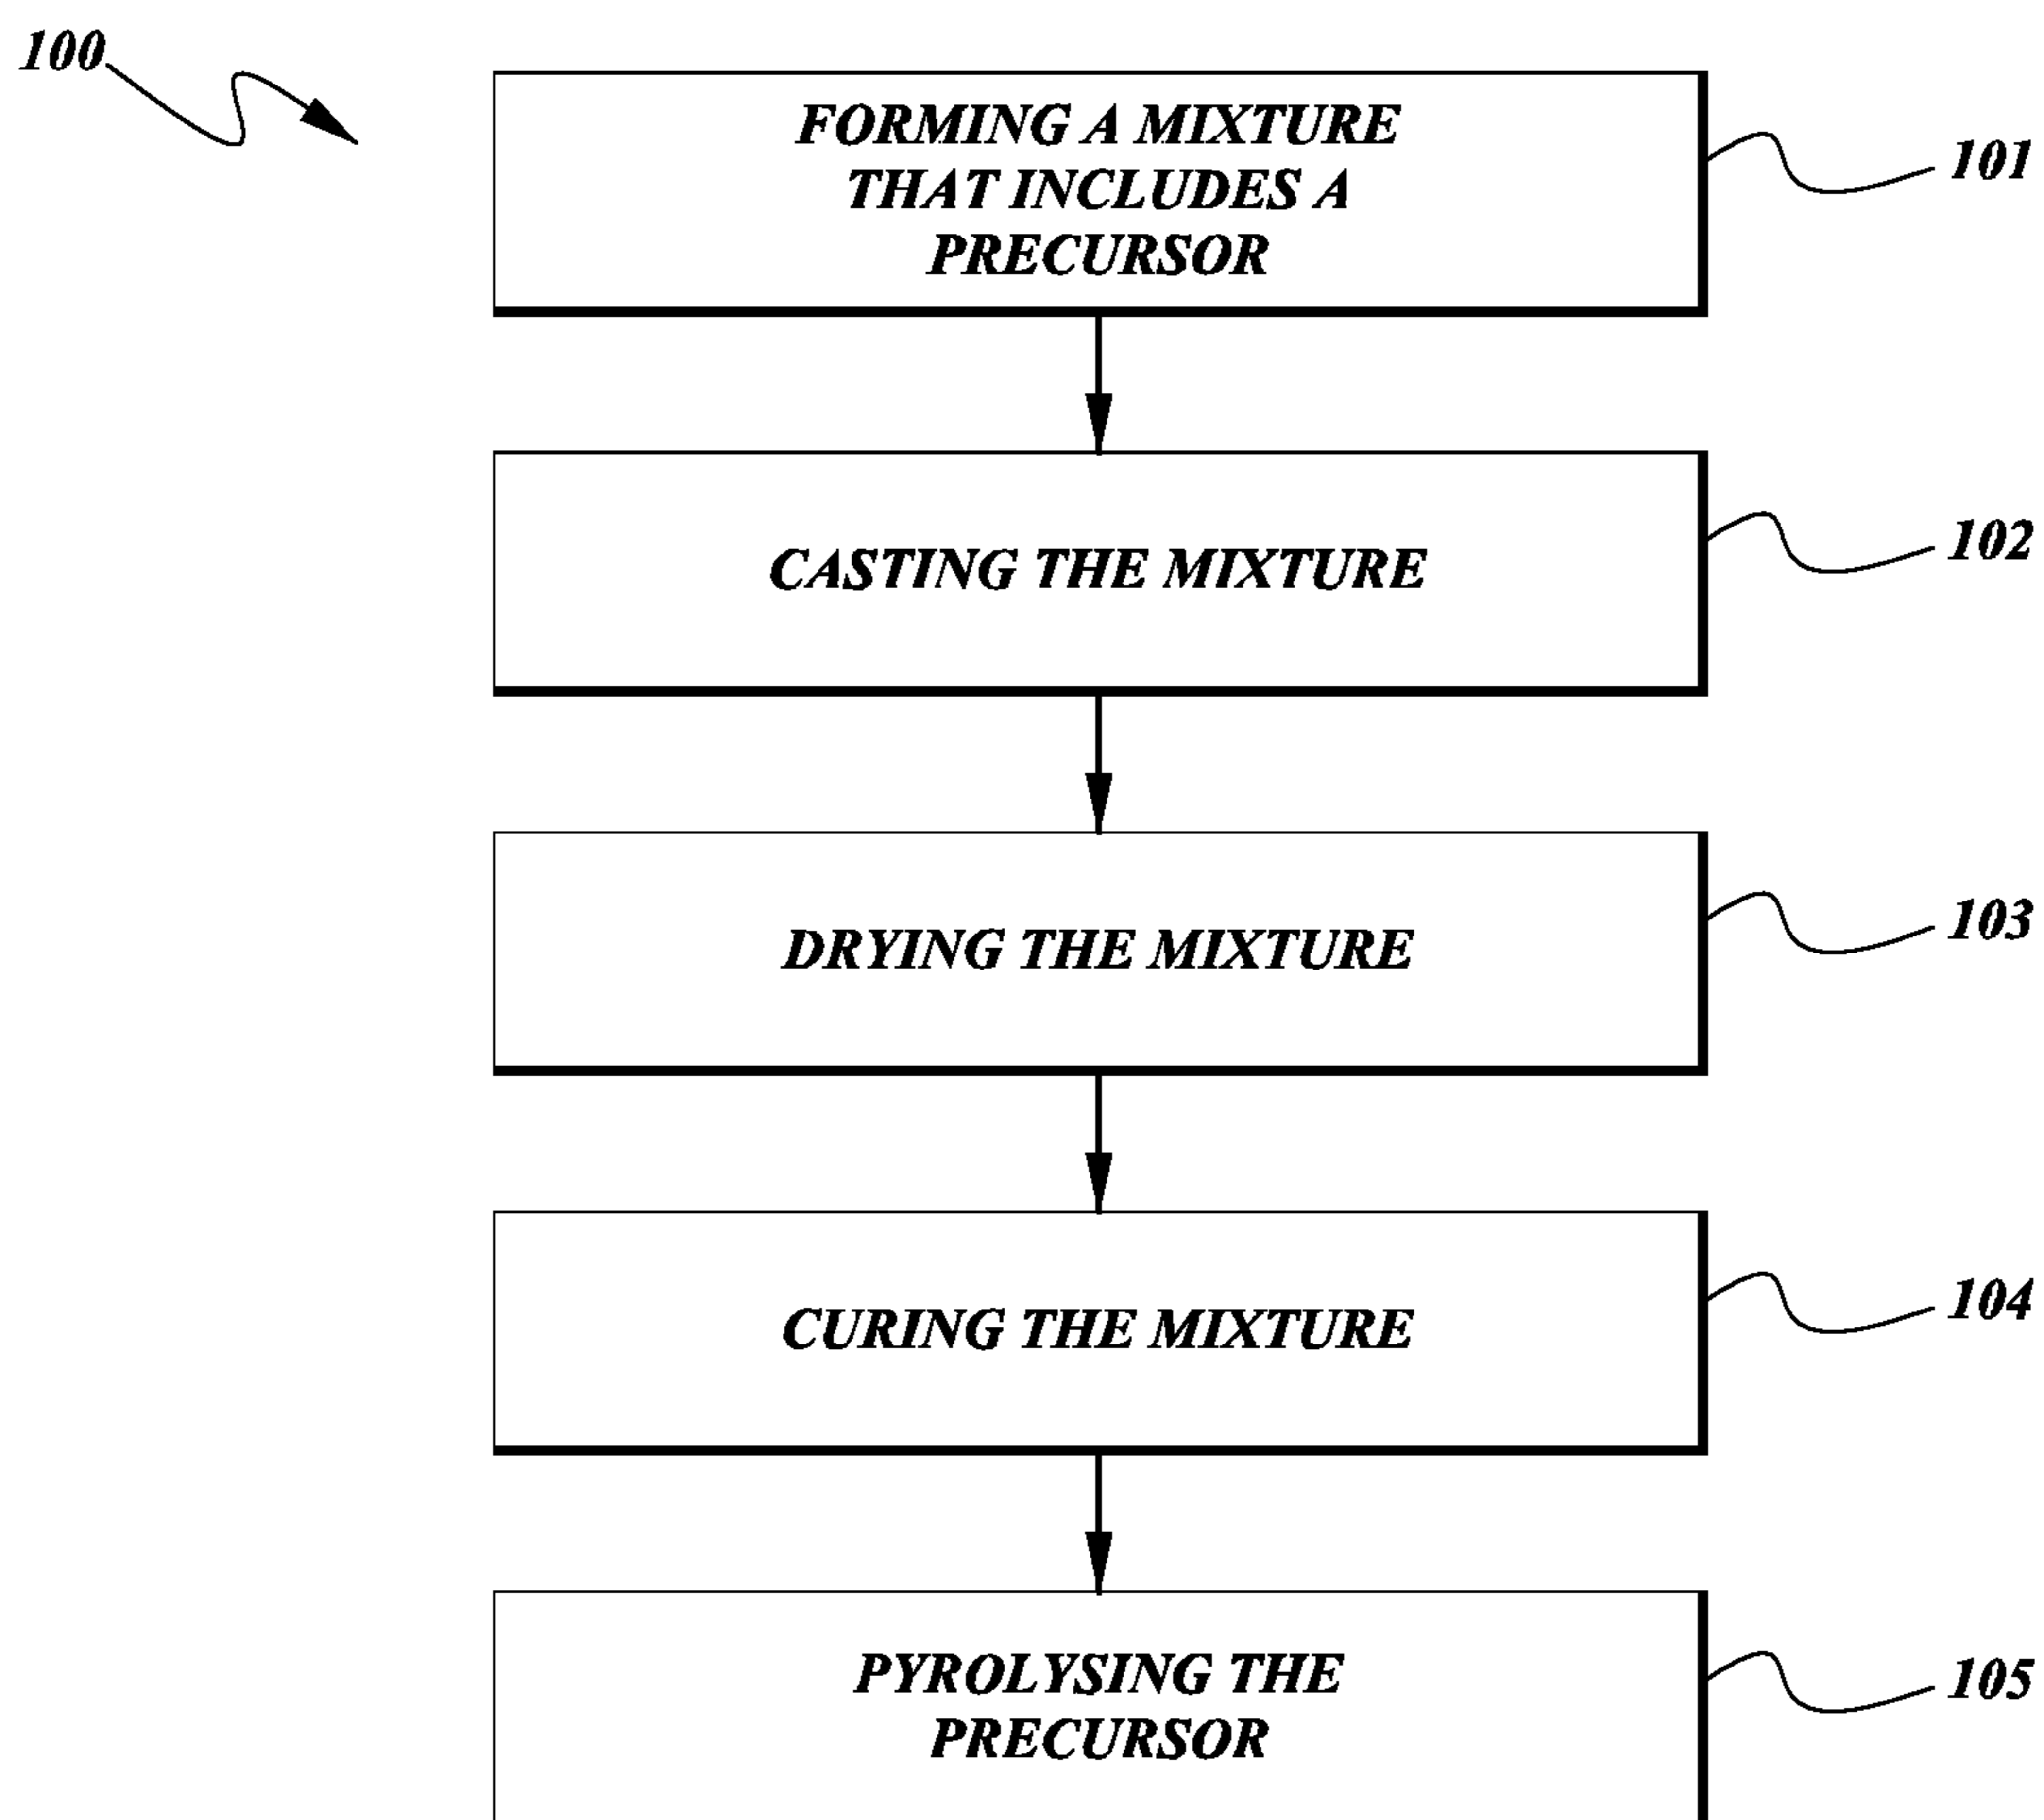 100
FORMING A MIXTURE
THAT INCLUDES A
PRECURSOR
101
CASTING THE MIXTURE
102
DRYING THE MIXTURE
103
CURING THE MIXTURE
104
PYROLYSING THE
PRECURSOR
105